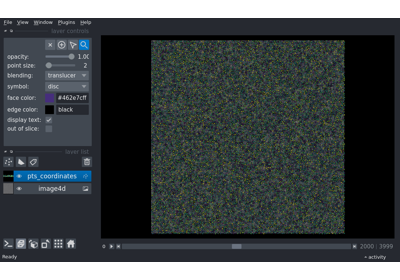 File View Window Plugins Help
layer controls
opacity: 1.00
point size: 2
blending: translucer
symbol: disc
face color: #462e7cff
edge color: black
display text:
out of slice:
layer list
pts_coordinates
image4d
2000 3999
Ready
activity